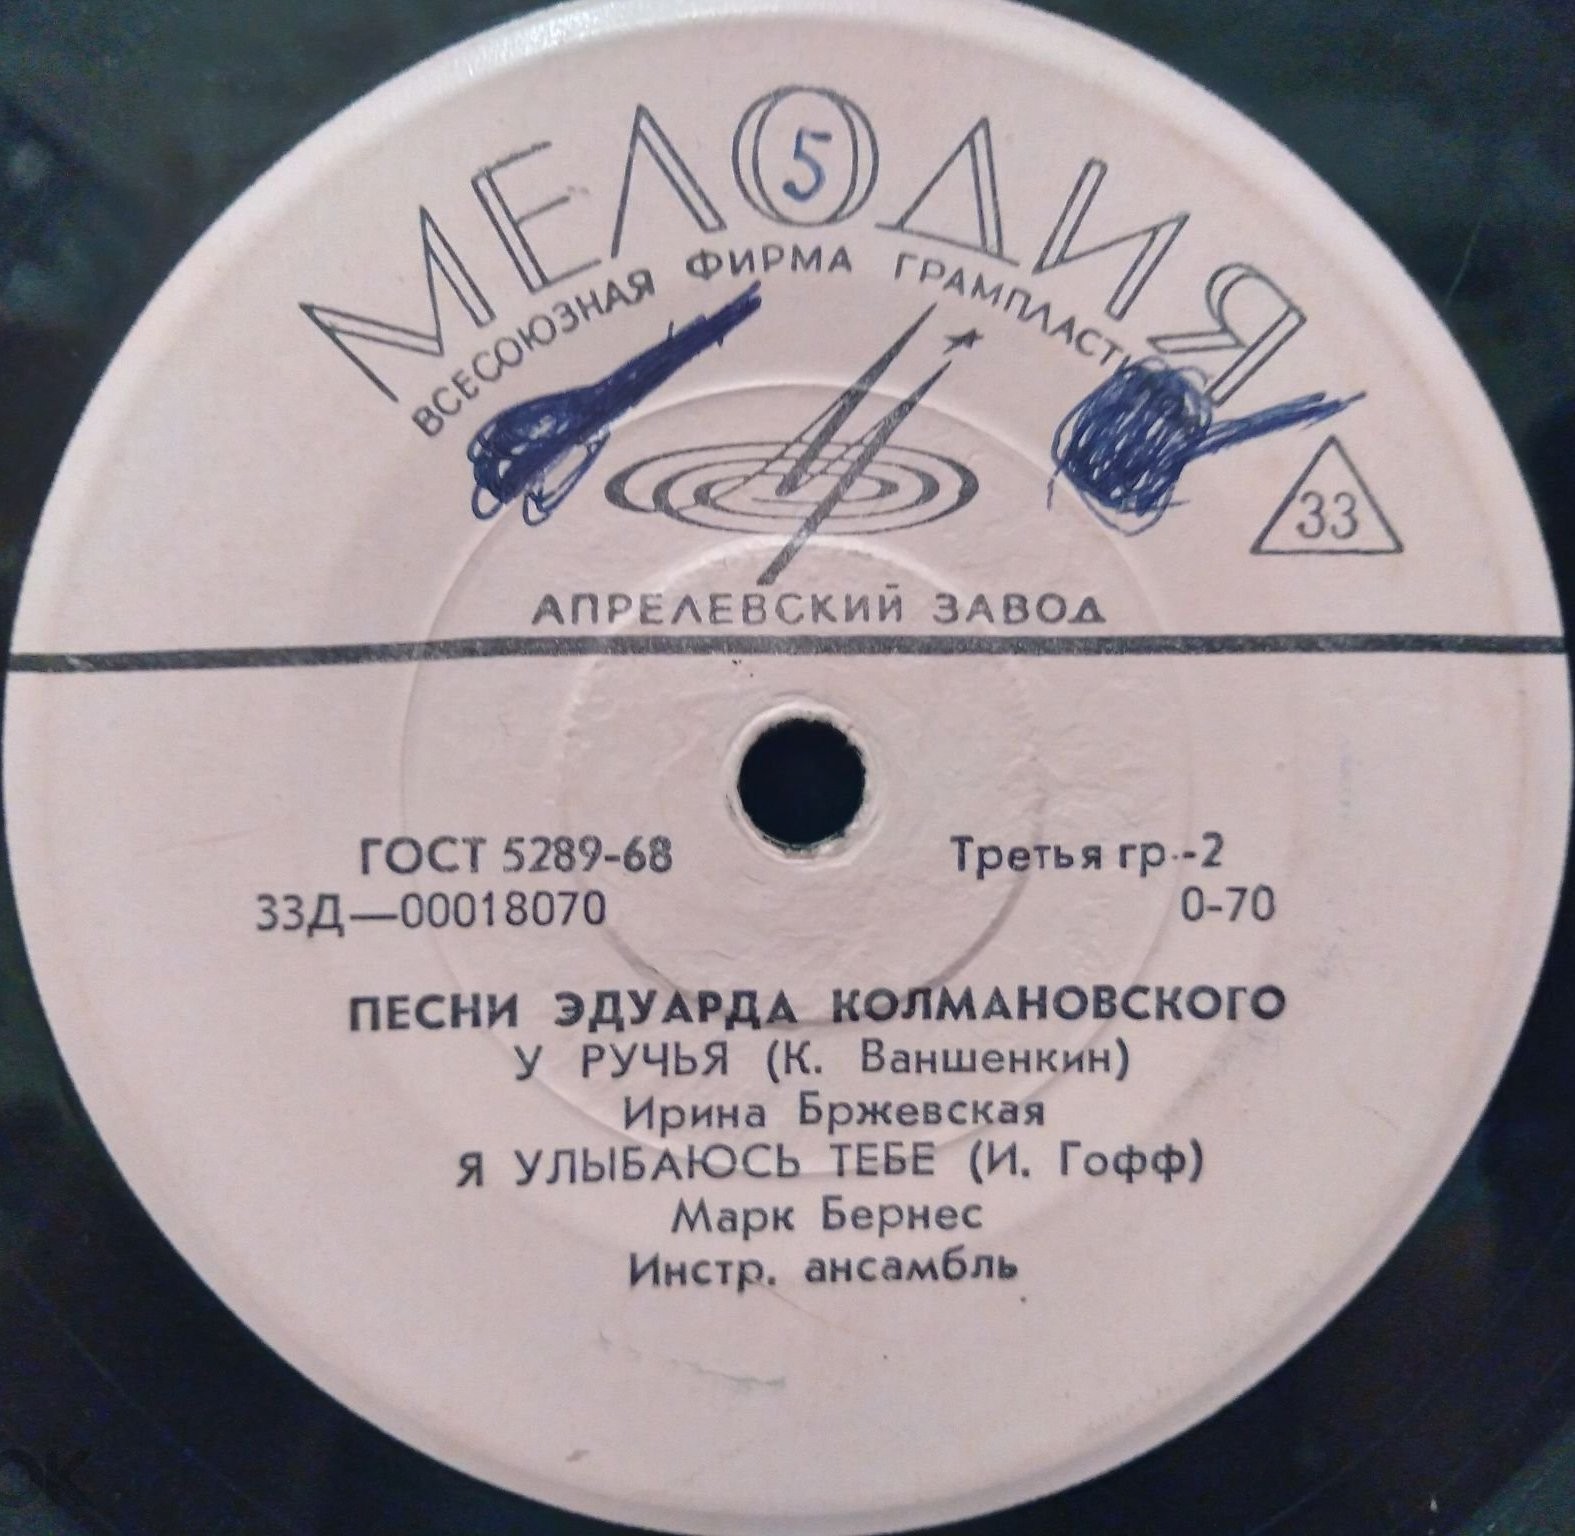 МЕЛОДИЯ
5
ВСЕСОЮЗНАЯ ФИРМА
33
АПРЕЛЕВСКИЙ ЗАВОД
ГОСТ 5289-68 Третья гр.-2
33Д—00018070 0-70
ПЕСНИ ЭДУАРДА КОЛМАНОВСКОГО
У РУЧЬЯ (К. Ваншенкин)
Ирина Бржевская
Я УЛЫБАЮСЬ ТЕБЕ (И. Гофф)
Марк Бернес
Инстр. ансамбль